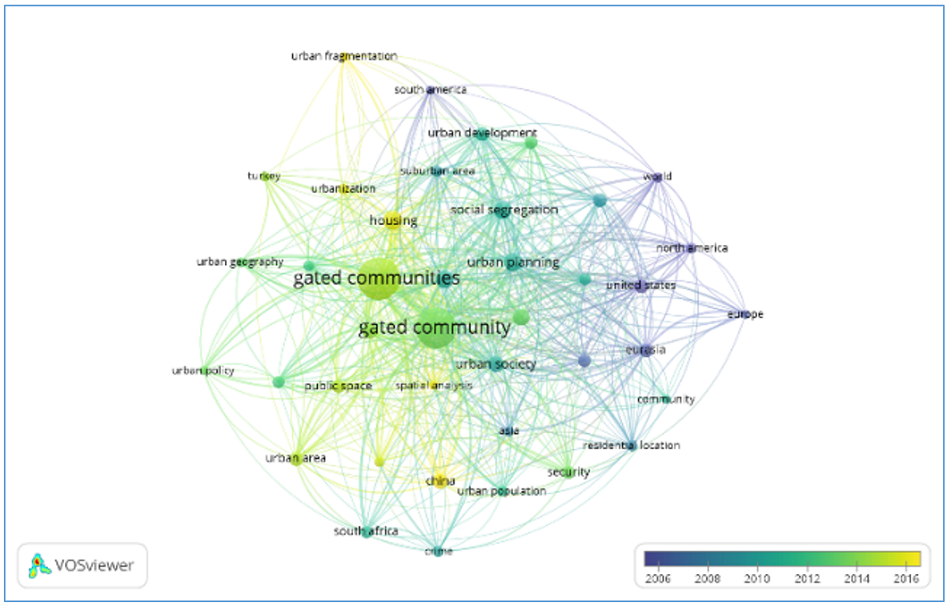 urban fragmentation
south america
urban development
suburban area
turkey
world
urbanization
social segregation
housing
north america
urban geography
urban planning
gated communities
united states
europe
gated community
eurasia
urban society
urban policy
public space
spatial analysis
community
asia
residential location
urban area
security
china
urban population
south africa
crime
VOSviewer
2006 2008 2010 2012 2014 2016